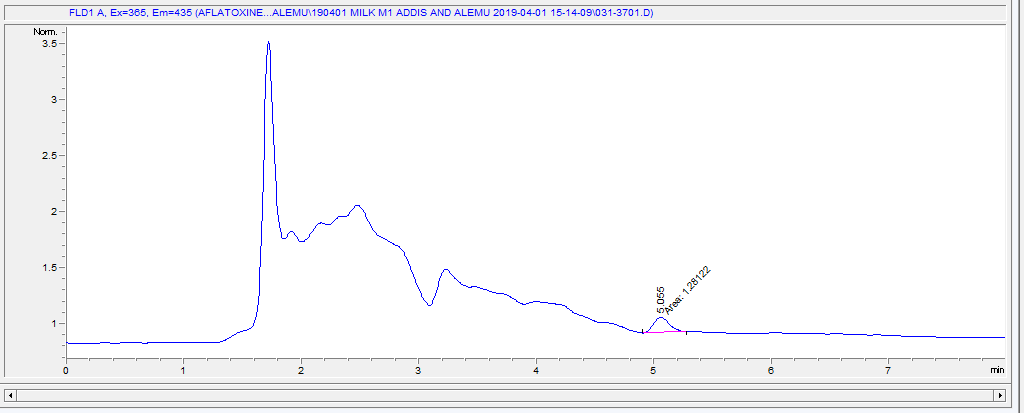 FLD1 A, Ex=365, Em=435 (AFLATOXINE...ALEMU\190401 MILK M1 ADDIS AND ALEMU 2019-04-01 15-14-09\031-3701.D)
Norm.
3.5
3
2.5
2
1.5
1
5.055
Area: 1.28122
0 1 2 3 4 5 6 7 min